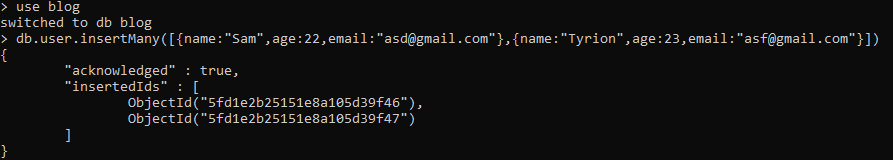 > use blog
switched to db blog
> db.user.insertMany([{name:"Sam",age:22,email:"asd@gmail.com"},{name:"Tyrion",age:23,email:"asf@gmail.com"}])
{
        "acknowledged" : true,
        "insertedIds" : [
                ObjectId("5fd1e2b25151e8a105d39f46"),
                ObjectId("5fd1e2b25151e8a105d39f47")
        ]
}